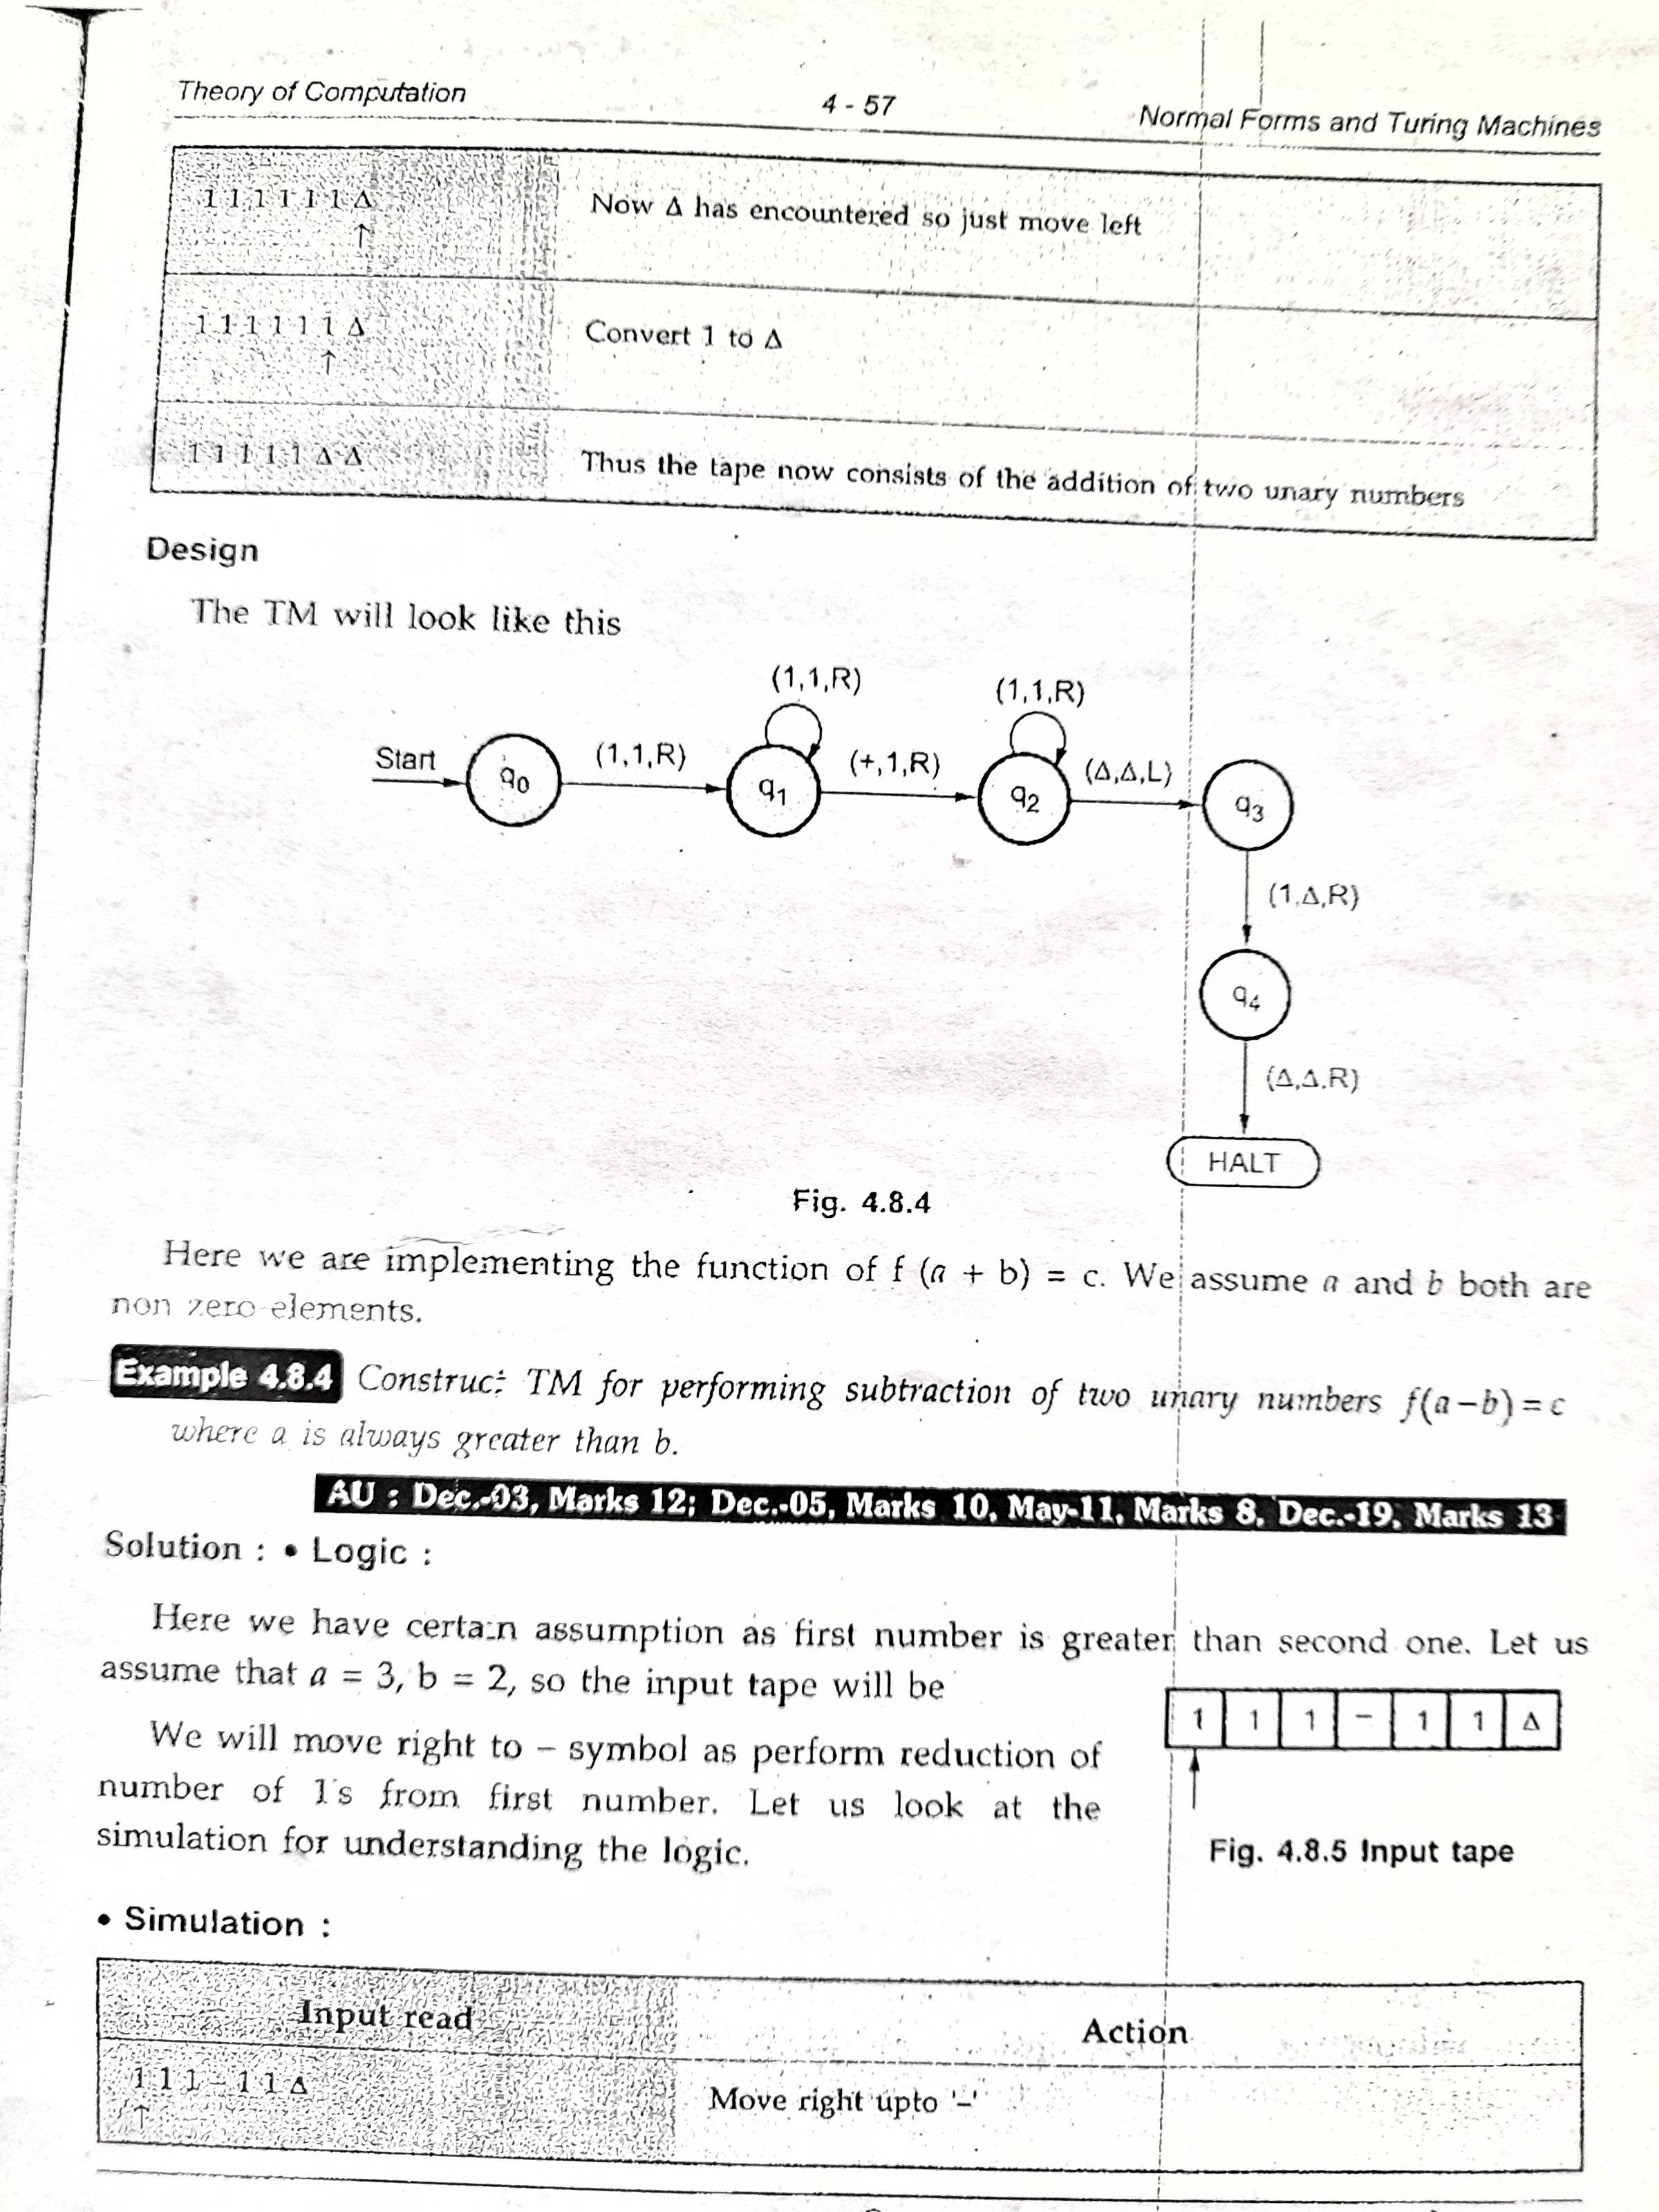 Theory of Computation
4 - 57
Normal Forms and Turing Machines
1 1 1 1 1 1 Δ
↑
Now Δ has encountered so just move left
1 1 1 1 1 1 Δ
↑
Convert 1 to Δ
1 1 1 1 1 Δ Δ
Thus the tape now consists of the addition of two unary numbers
Design
The TM will look like this
(1,1,R)
(1,1,R)
Start
q0
(1,1,R)
q1
(+,1,R)
q2
(Δ,Δ,L)
q3
(1,Δ,R)
q4
(Δ,Δ.R)
HALT
Fig. 4.8.4
Here we are implementing the function of f (a + b) = c. We assume a and b both are
non zero elements.
Example 4.8.4 Construct TM for performing subtraction of two unary numbers f(a–b) = c
where a is always greater than b.
AU : Dec.-03, Marks 12; Dec.-05, Marks 10, May-11, Marks 8, Dec.-19, Marks 13
Solution : • Logic :
Here we have certain assumption as first number is greater than second one. Let us
assume that a = 3, b = 2, so the input tape will be
1 1 1 – 1 1 Δ
We will move right to – symbol as perform reduction of
number of 1's from first number. Let us look at the
simulation for understanding the logic.
Fig. 4.8.5 Input tape
• Simulation :
Input read
Action
1 1 1 - 1 1 Δ
↑
Move right upto '–'